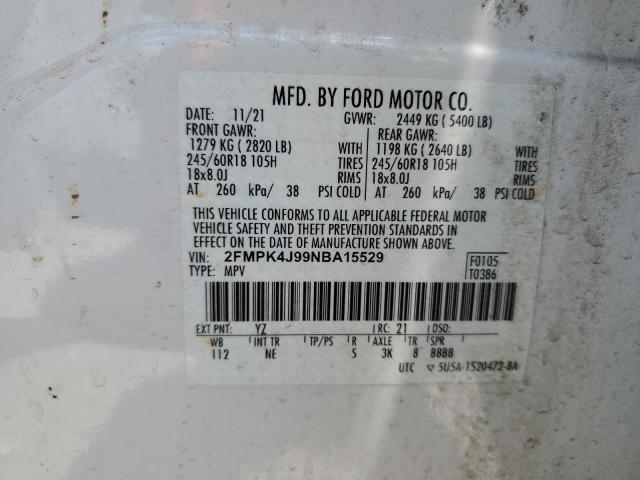 MFD. BY FORD MOTOR CO.
DATE: 11/21 GVWR: 2449 KG ( 5400 LB)
FRONT GAWR: REAR GAWR:
1279 KG ( 2820 LB) WITH 1198 KG ( 2640 LB) WITH
245/60R18 105H TIRES 245/60R18 105H TIRES
18x8.0J RIMS 18x8.0J RIMS
AT 260 kPa/ 38 PSI COLD AT 260 kPa/ 38 PSI COLD
THIS VEHICLE CONFORMS TO ALL APPLICABLE FEDERAL MOTOR
VEHICLE SAFETY AND THEFT PREVENTION STANDARDS IN
EFFECT ON THE DATE OF MANUFACTURE SHOWN ABOVE.
VIN: 2FMPK4J99NBA15529 F0105
TYPE: MPV T0386
EXT PNT: YZ RC: 21 DSO:
WB INT TR TP/PS R AXLE TR SPR
112 NE S 3K 8 8888
UTC ▽ 5U5A-1520472-BA